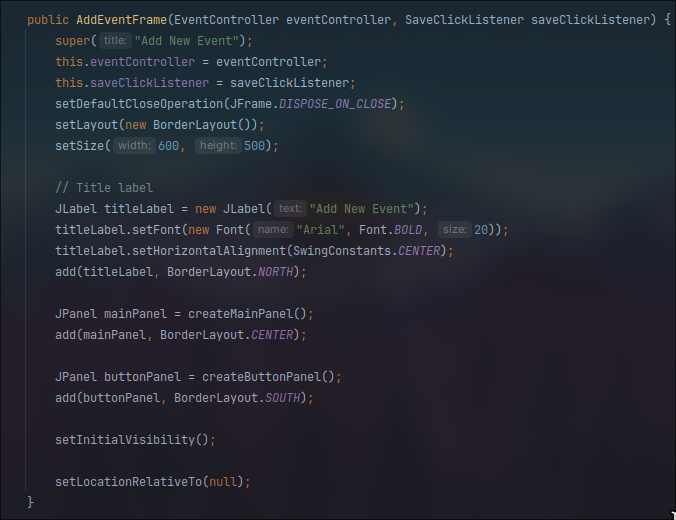 public AddEventFrame(EventController eventController, SaveClickListener saveClickListener) {
super( title: "Add New Event");
this.eventController = eventController;
this.saveClickListener = saveClickListener;
setDefaultCloseOperation(JFrame.DISPOSE_ON_CLOSE);
setLayout(new BorderLayout());
setSize( width: 600, height: 500);
// Title label
JLabel titleLabel = new JLabel( text: "Add New Event");
titleLabel.setFont(new Font( name: "Arial", Font.BOLD, size: 20));
titleLabel.setHorizontalAlignment(SwingConstants.CENTER);
add(titleLabel, BorderLayout.NORTH);
JPanel mainPanel = createMainPanel();
add(mainPanel, BorderLayout.CENTER);
JPanel buttonPanel = createButtonPanel();
add(buttonPanel, BorderLayout.SOUTH);
setInitialVisibility();
setLocationRelativeTo(null);
}